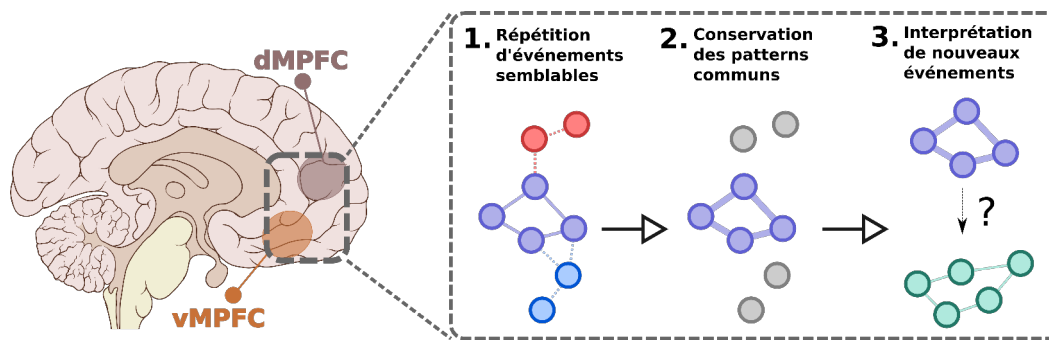 dMPFC
vMPFC
1. Répétition
d'événements
semblables
2. Conservation
des patterns
communs
3. Interprétation
de nouveaux
événements
?